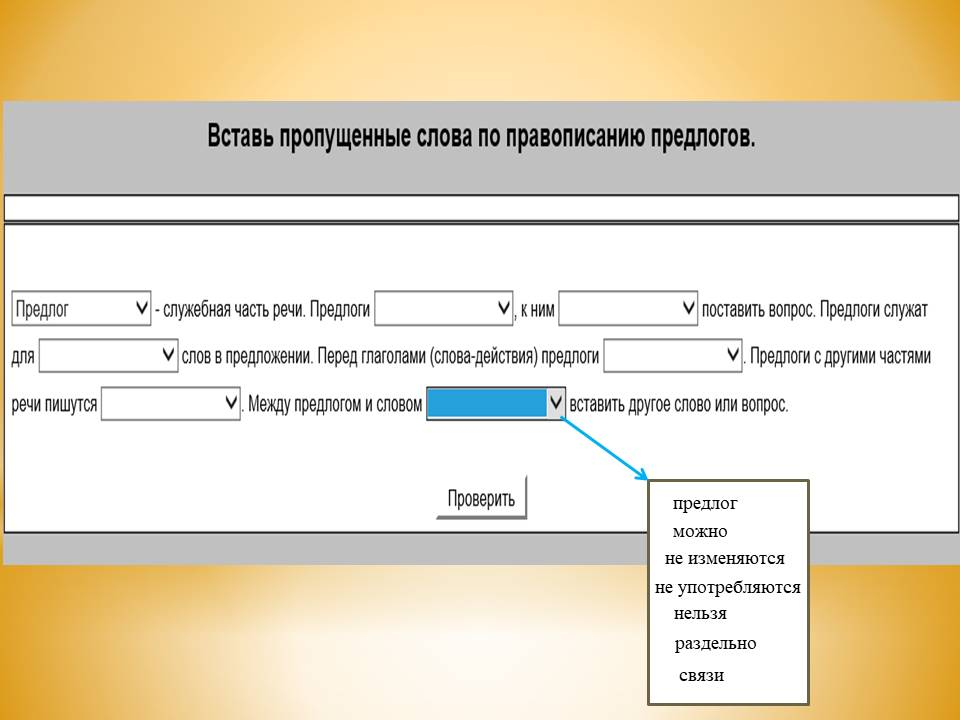 Вставь пропущенные слова по правописанию предлогов.
Предлог - служебная часть речи. Предлоги , к ним поставить вопрос. Предлоги служат
для слов в предложении. Перед глаголами (слова-действия) предлоги . Предлоги с другими частями
речи пишутся . Между предлогом и словом вставить другое слово или вопрос.
Проверить
предлог
можно
не изменяются
не употребляются
нельзя
раздельно
связи